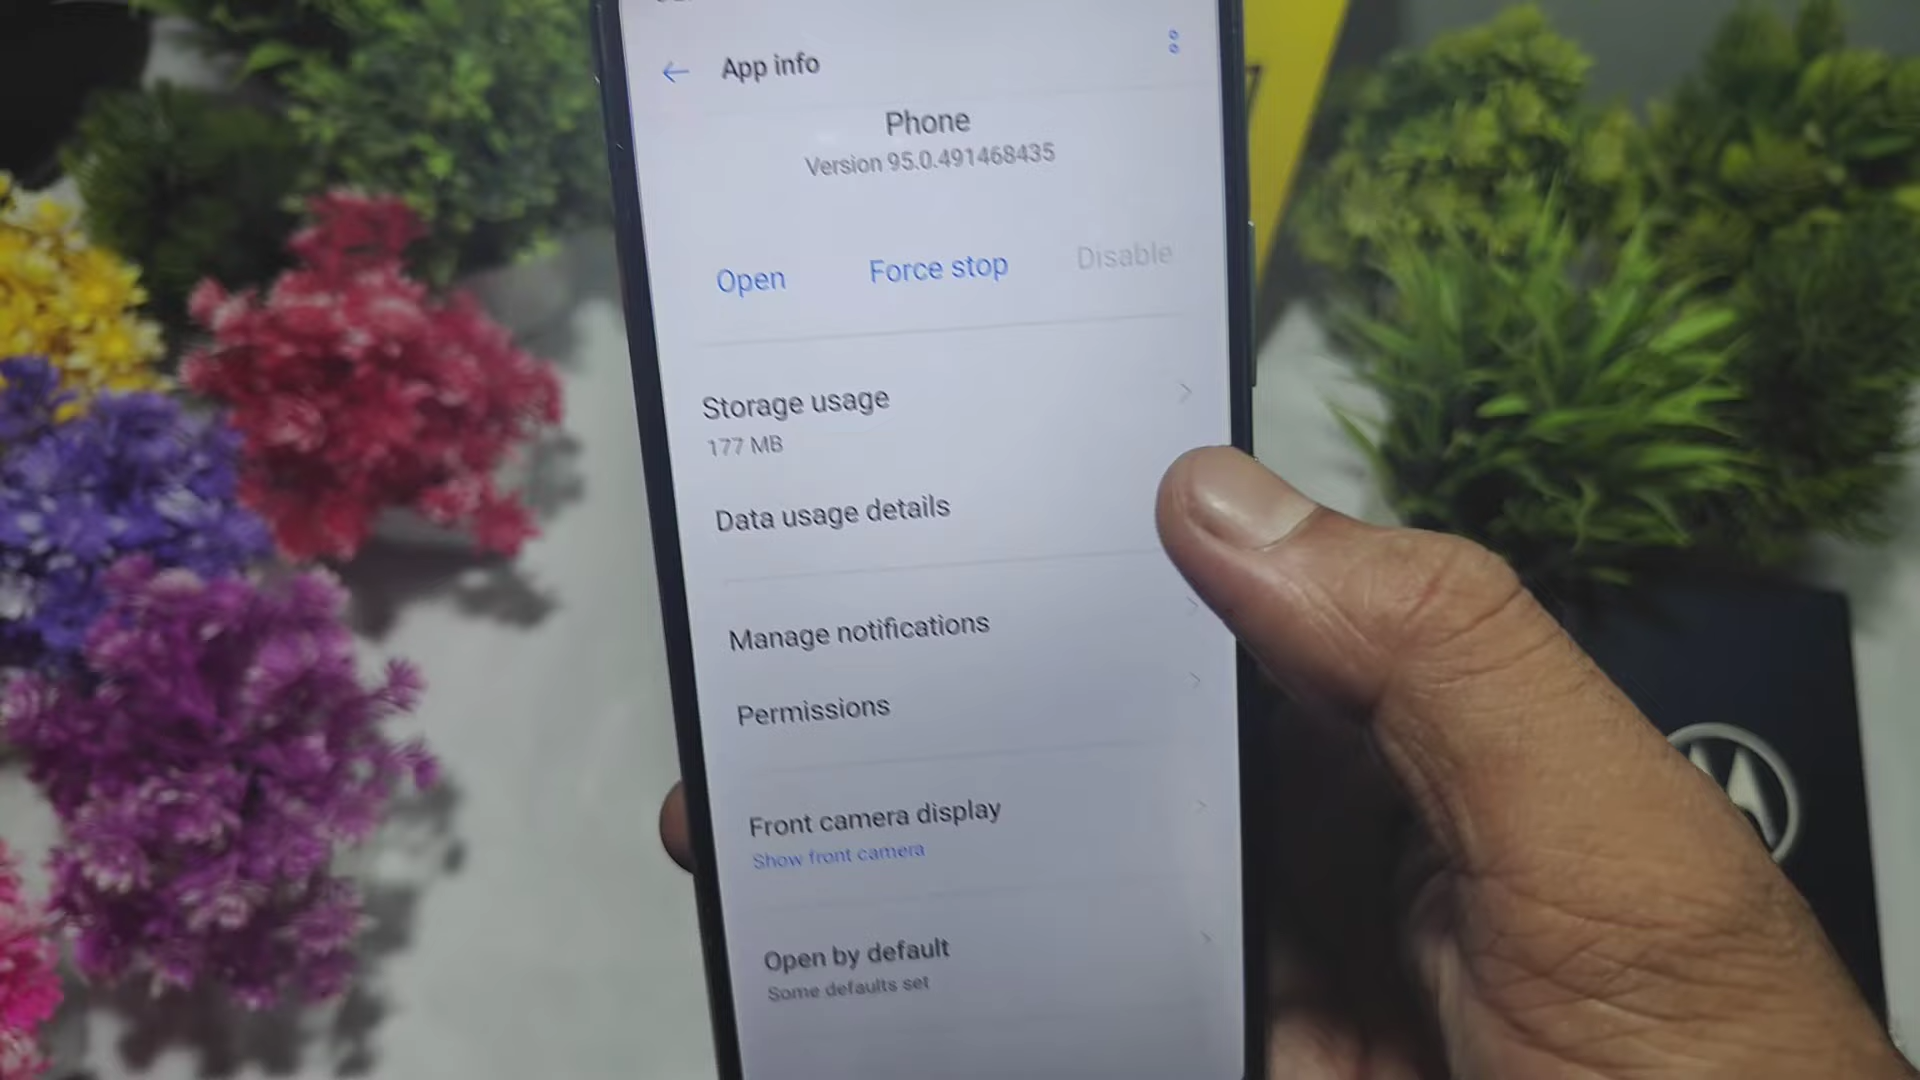 App info
Phone
Version 95.0.491468435
Open
Force stop
Disable
Storage usage
177 MB
Data usage details
Manage notifications
Permissions
Front camera display
Show front camera
Open by default
Some defaults set